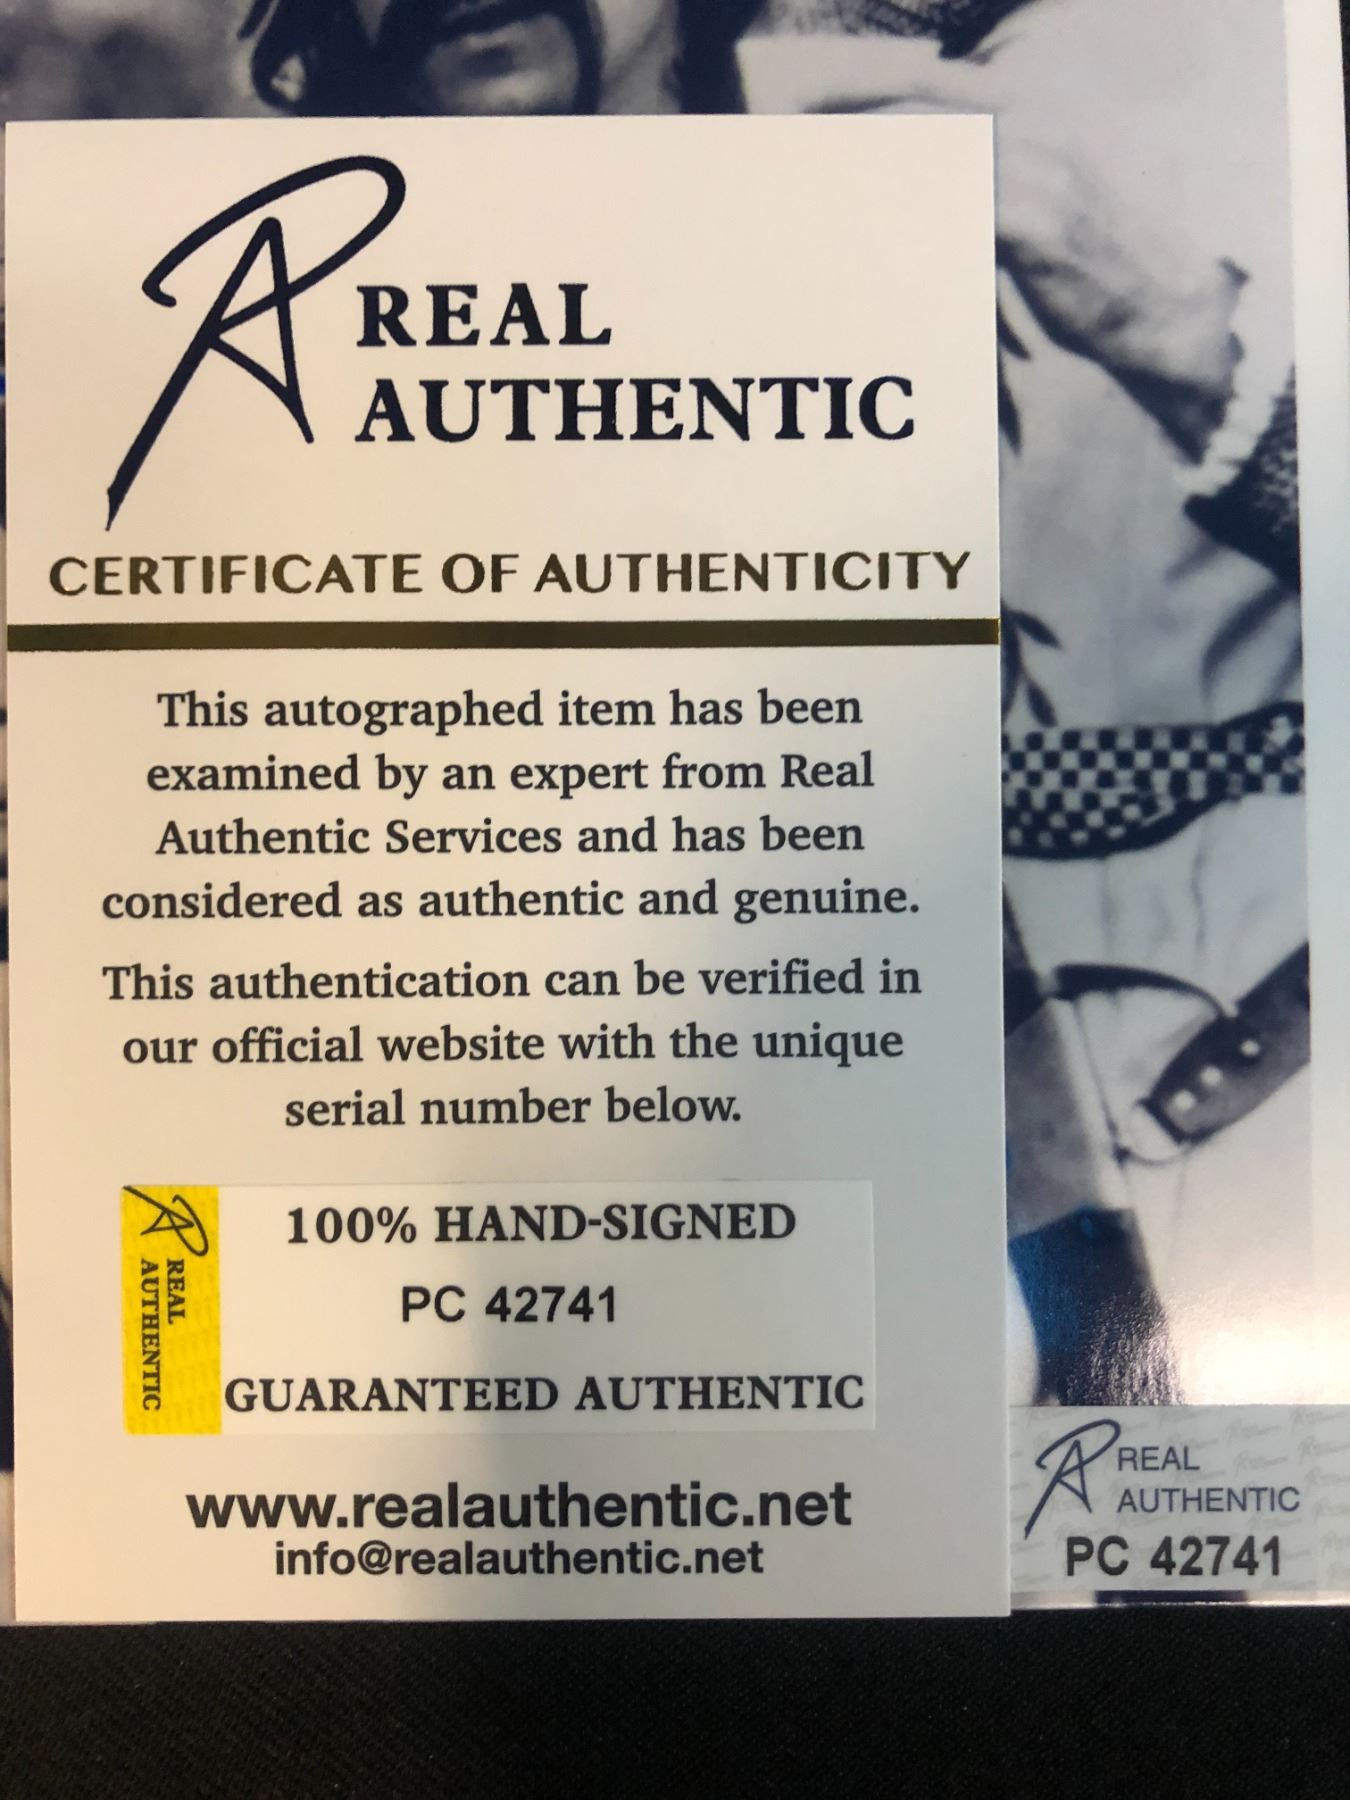 REAL
AUTHENTIC
CERTIFICATE OF AUTHENTICITY
This autographed item has been
examined by an expert from Real
Authentic Services and has been
considered as authentic and genuine.
This authentication can be verified in
our official website with the unique
serial number below.
REAL
AUTHENTIC
100% HAND-SIGNED
PC 42741
GUARANTEED AUTHENTIC
www.realauthentic.net
info@realauthentic.net
REAL
AUTHENTIC
PC 42741